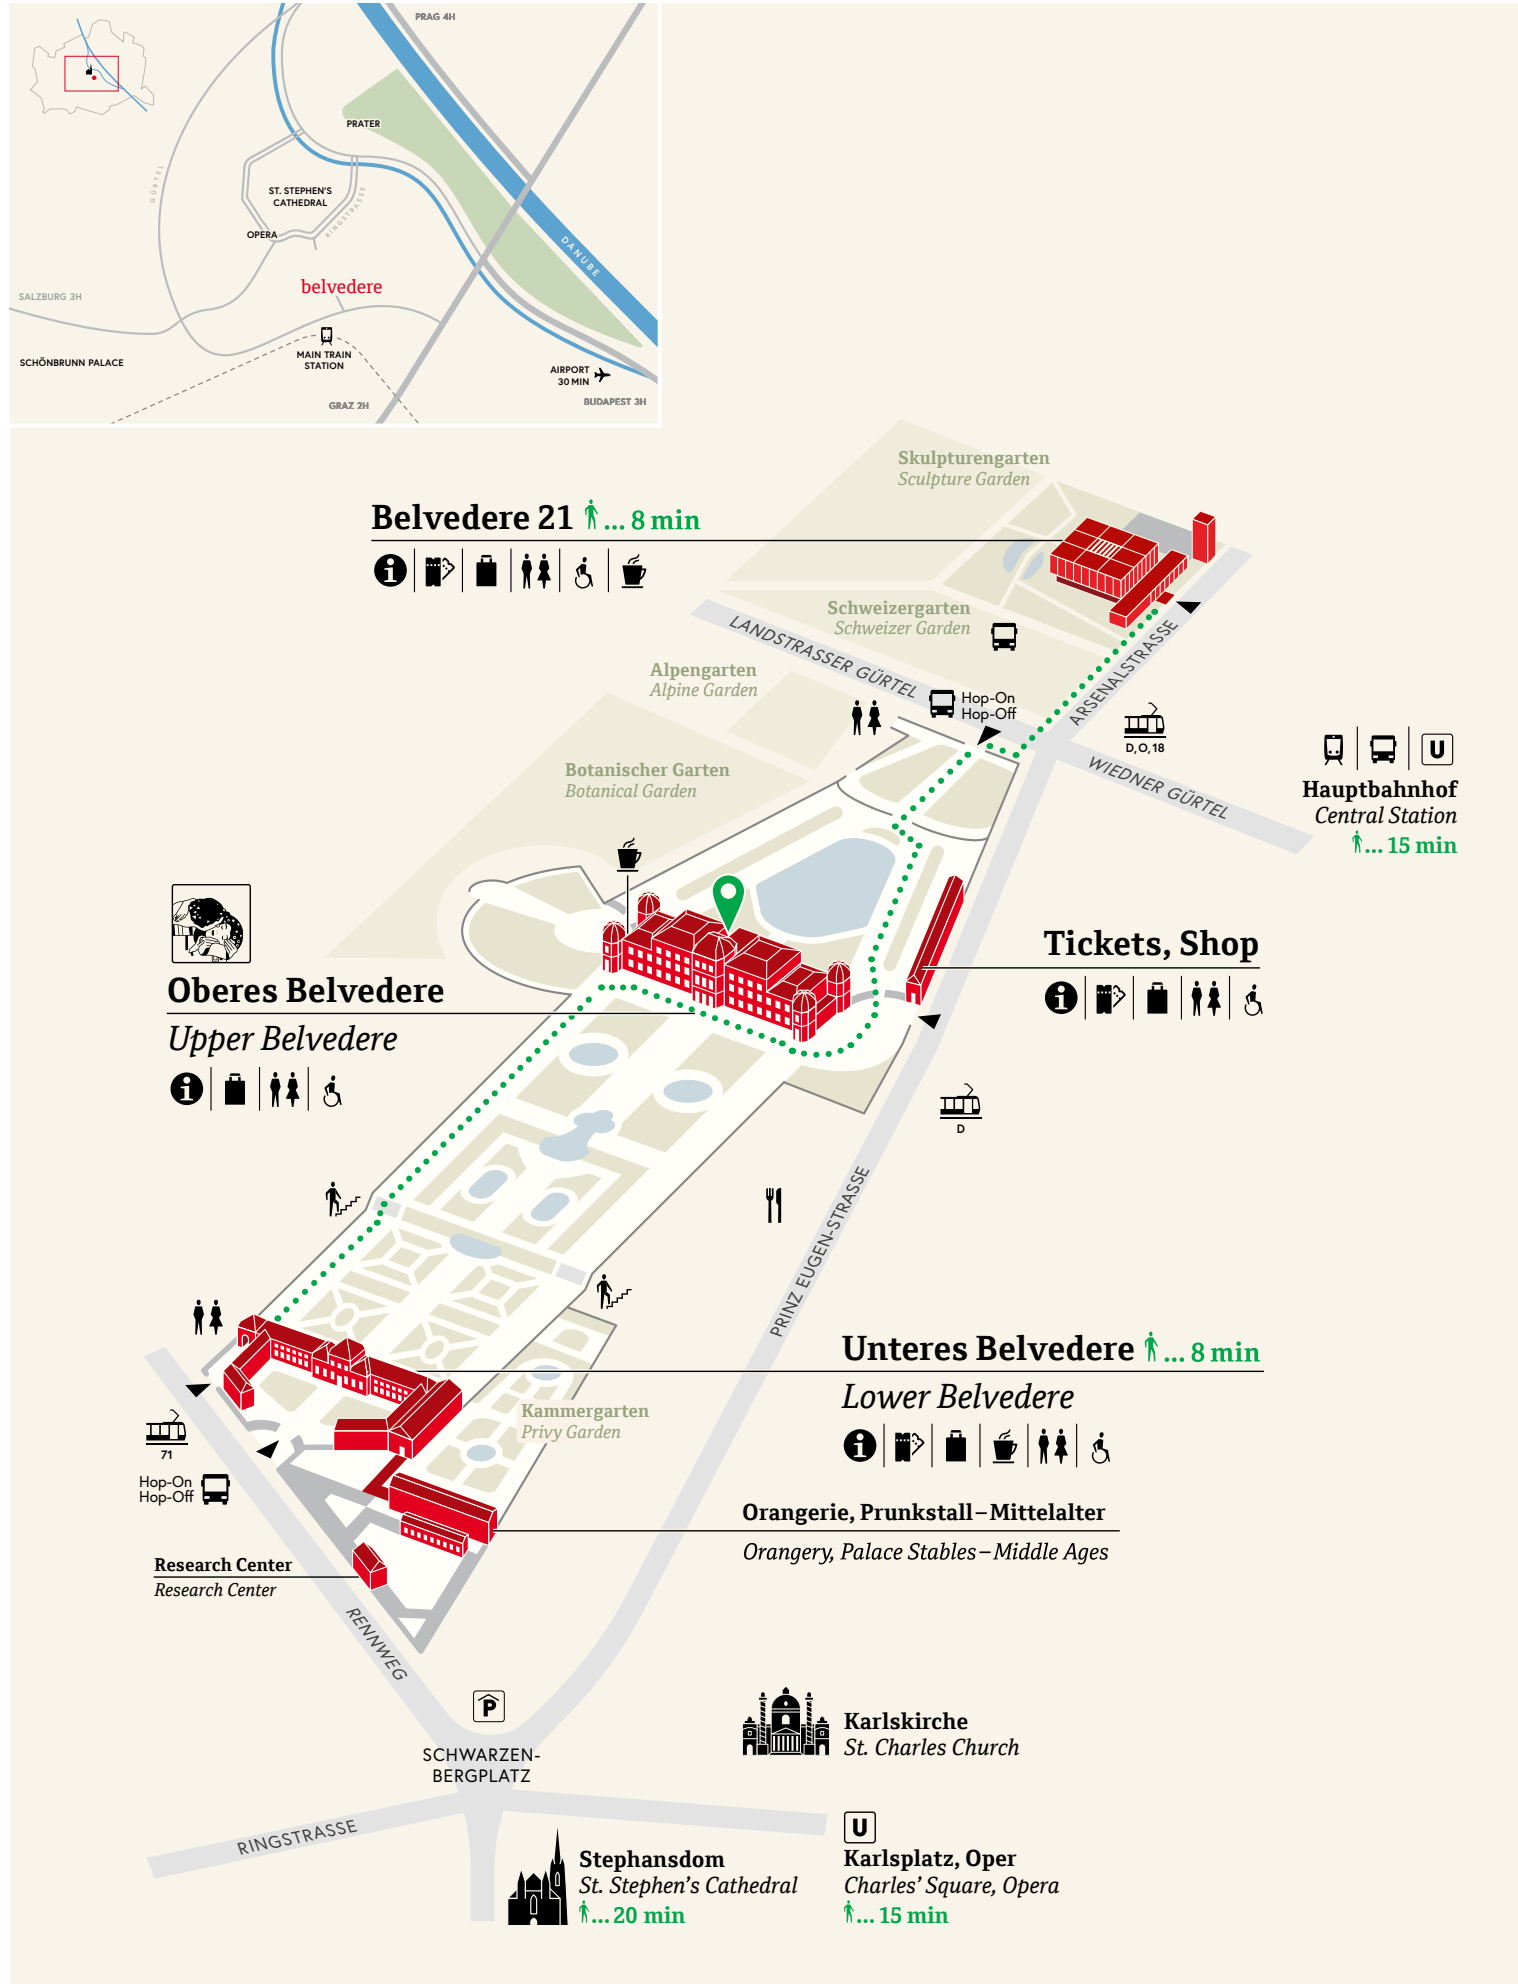 PRAG 4H
PRATER
GÜRTEL
ST. STEPHEN'S
CATHEDRAL
RINGSTRASSE
OPERA
DANUBE
belvedere
SALZBURG 3H
MAIN TRAIN
STATION
SCHÖNBRUNN PALACE
AIRPORT
30 MIN
GRAZ 2H
BUDAPEST 3H
Skulpturengarten
Sculpture Garden
Belvedere 21 ... 8 min
Schweizergarten
Schweizer Garden
LANDSTRASSER GÜRTEL
ARSENALSTRASSE
Alpengarten
Alpine Garden
Hop-On
Hop-Off
D, O, 18
WIEDNER GÜRTEL
U
Hauptbahnhof
Central Station
... 15 min
Botanischer Garten
Botanical Garden
Tickets, Shop
Oberes Belvedere
Upper Belvedere
D
PRINZ EUGEN-STRASSE
Unteres Belvedere ... 8 min
Lower Belvedere
Kammergarten
Privy Garden
71
Hop-On
Hop-Off
Orangerie, Prunkstall–Mittelalter
Orangery, Palace Stables–Middle Ages
Research Center
Research Center
RENNWEG
P
SCHWARZEN-
BERGPLATZ
Karlskirche
St. Charles Church
RINGSTRASSE
Stephansdom
St. Stephen's Cathedral
... 20 min
U
Karlsplatz, Oper
Charles' Square, Opera
... 15 min